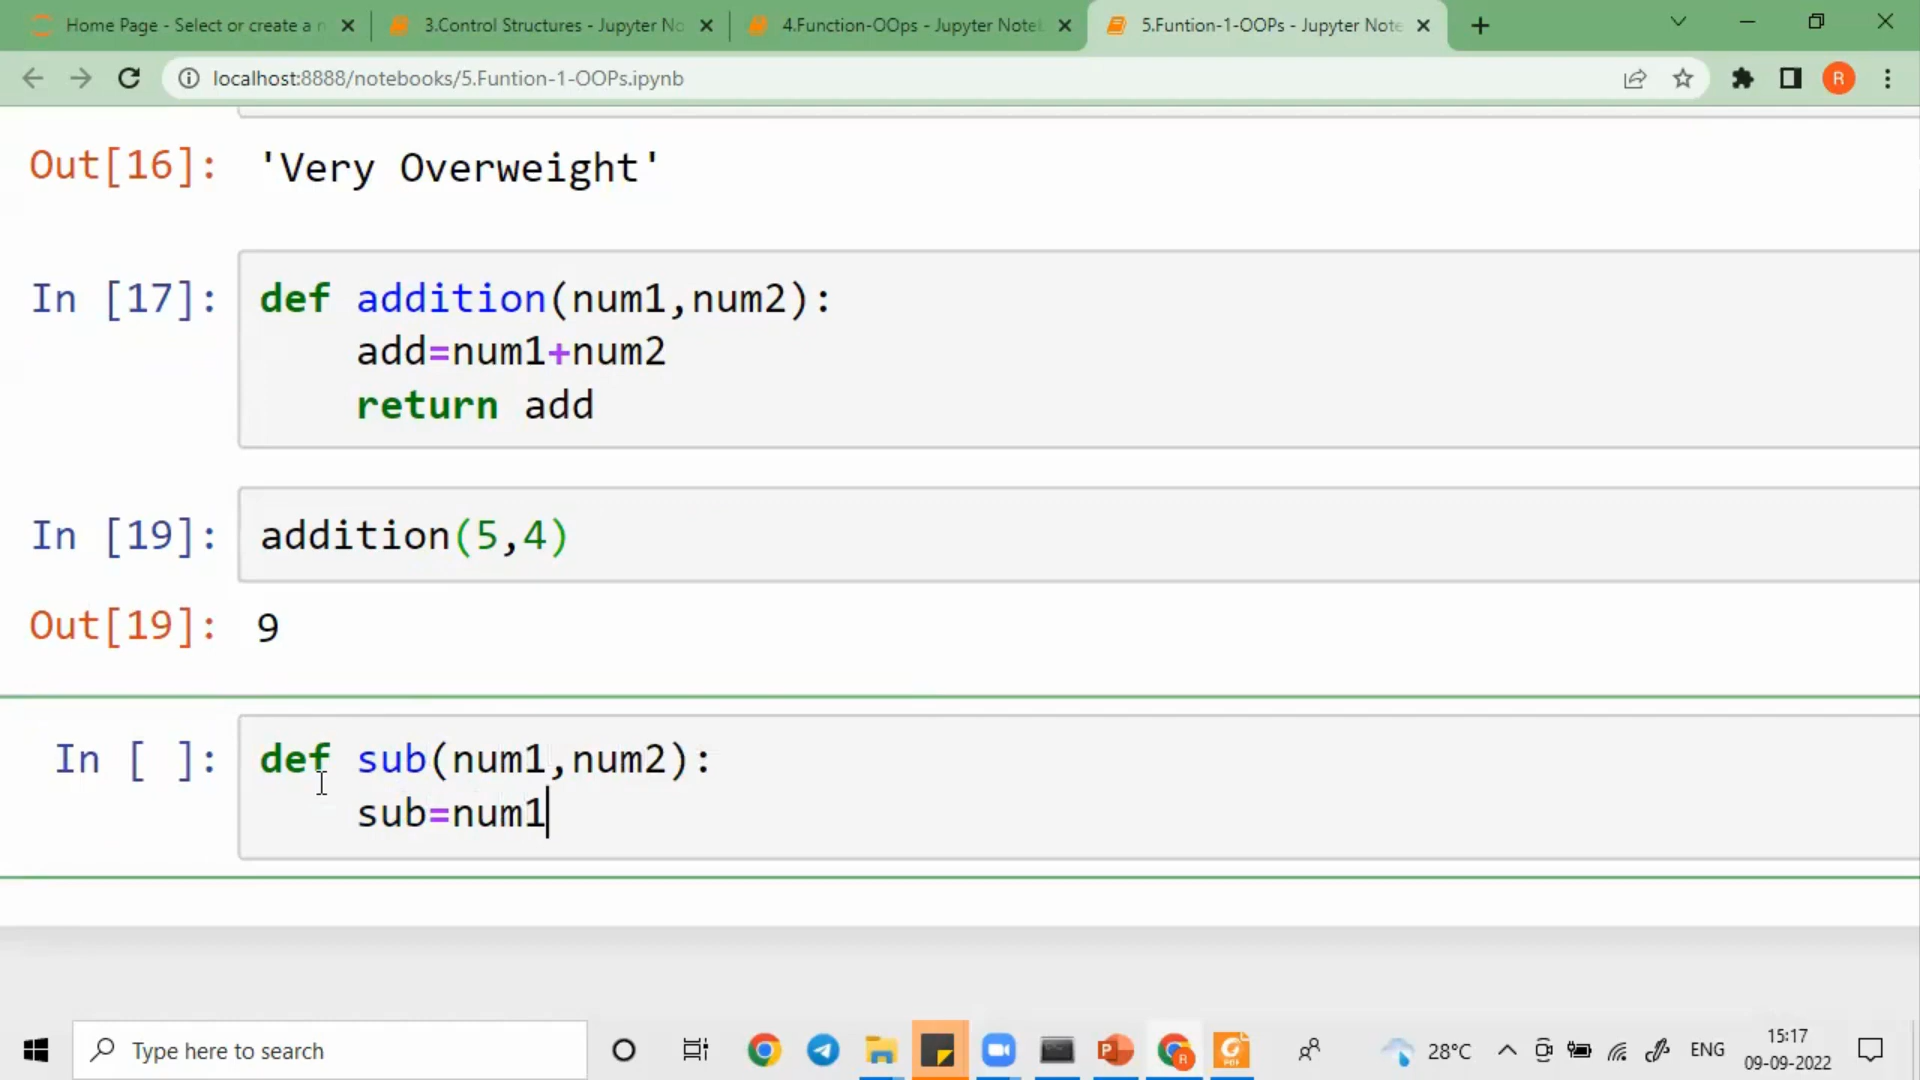 Home Page - Select or create a n
3.Control Structures - Jupyter No
4.Function-OOps - Jupyter Note
5.Funtion-1-OOPs - Jupyter Note
localhost:8888/notebooks/5.Funtion-1-OOPs.ipynb
R
Out[16]: 'Very Overweight'
In [17]: def addition(num1,num2):
add=num1+num2
return add
In [19]: addition(5,4)
Out[19]: 9
In [ ]: def sub(num1,num2):
sub=num1
Type here to search
28°C
ENG
15:17
09-09-2022